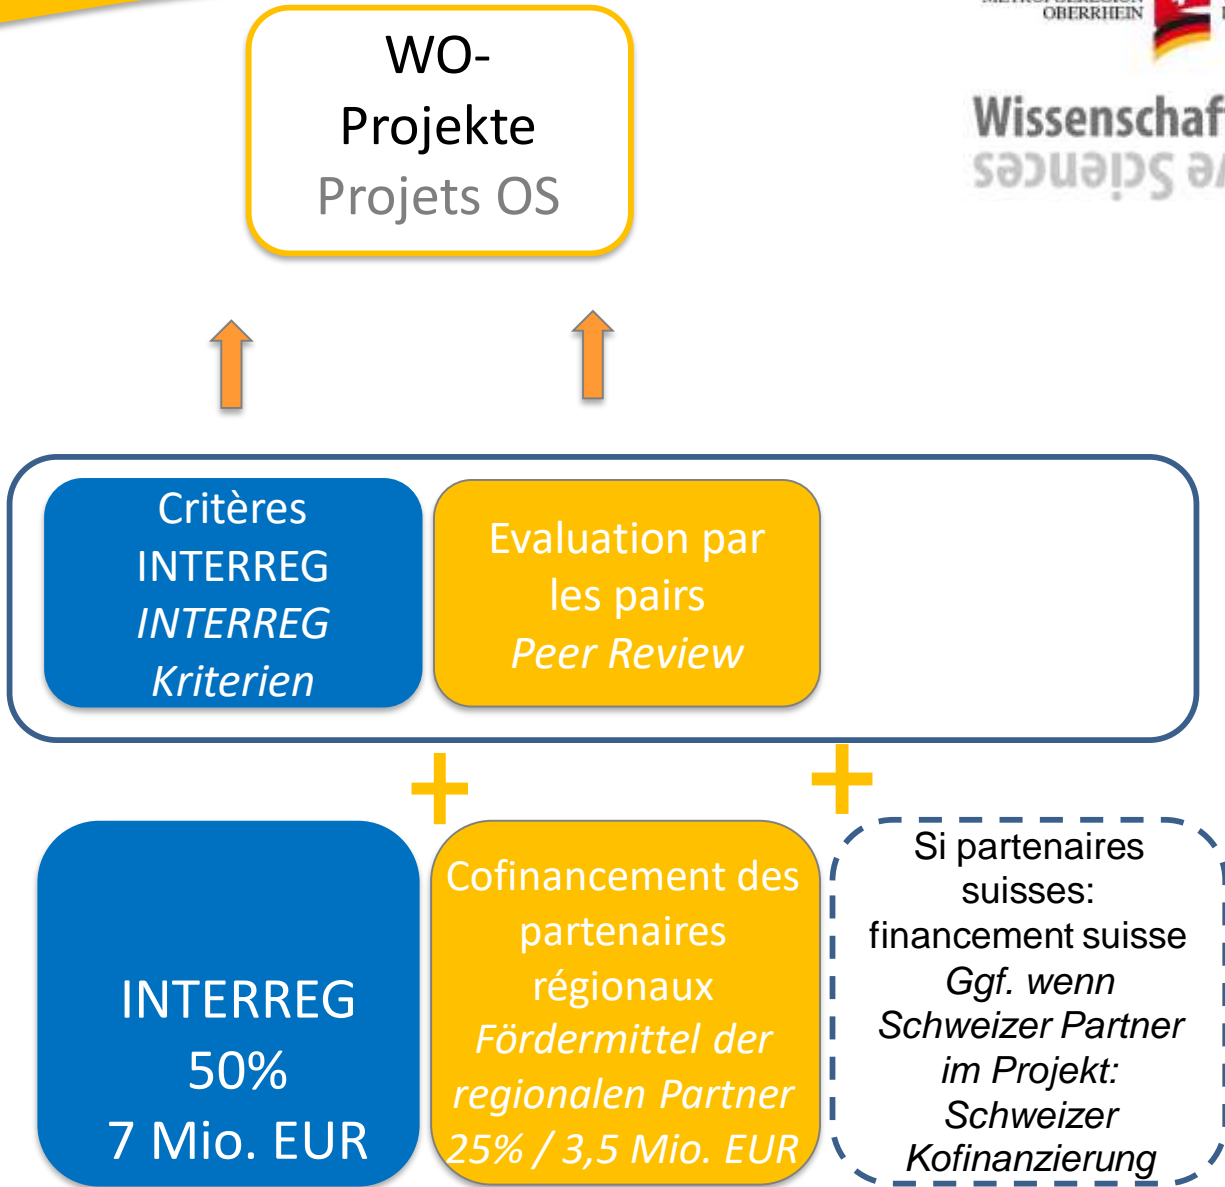 OBERRHEIN
WO-
Projekte
Projets OS
Wissenschaf
Sciences
Critères
INTERREG
INTERREG
Kriterien
Evaluation par
les pairs
Peer Review
+
+
INTERREG
50%
7 Mio. EUR
Cofinancement des
partenaires
régionaux
Fördermittel der
regionalen Partner
25% / 3,5 Mio. EUR
Si partenaires
suisses:
financement suisse
Ggf. wenn
Schweizer Partner
im Projekt:
Schweizer
Kofinanzierung